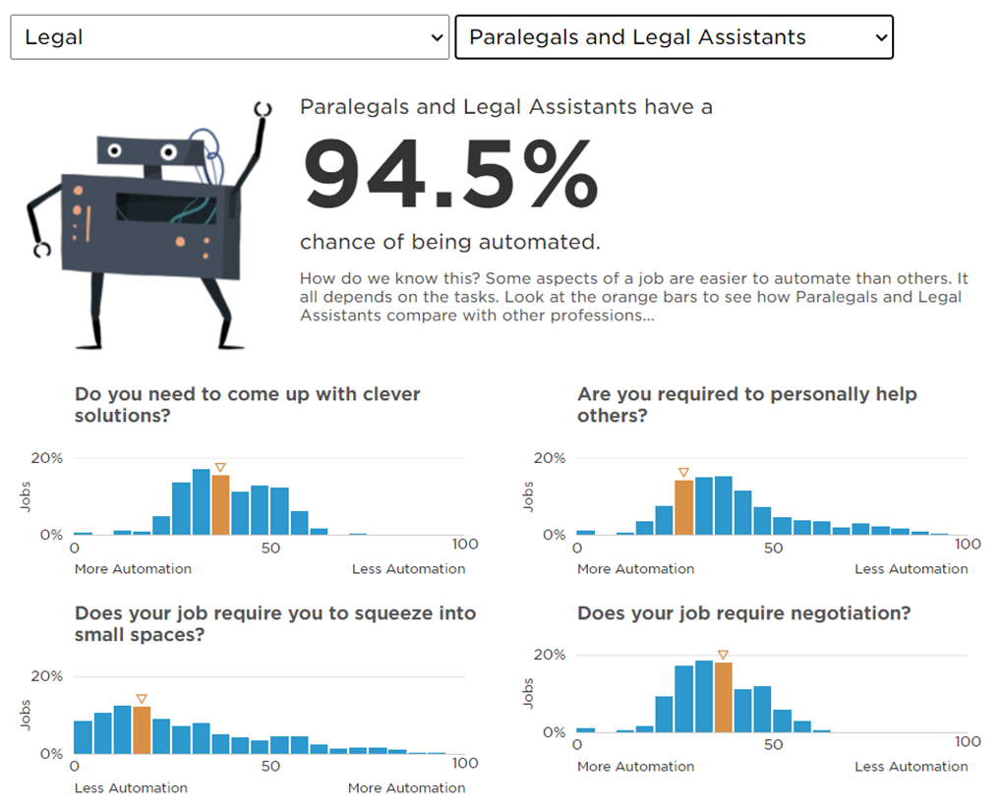 Legal
Paralegals and Legal Assistants
Paralegals and Legal Assistants have a
94.5%
chance of being automated.
How do we know this? Some aspects of a job are easier to automate than others. It
all depends on the tasks. Look at the orange bars to see how Paralegals and Legal
Assistants compare with other professions...
Do you need to come up with clever
solutions?
20%
Jobs
0%
0
50
100
More Automation
Less Automation
Are you required to personally help
others?
20%
Jobs
0%
0
50
100
More Automation
Less Automation
Does your job require you to squeeze into
small spaces?
20%
Jobs
0%
0
50
100
Less Automation
More Automation
Does your job require negotiation?
20%
Jobs
0%
0
50
100
More Automation
Less Automation